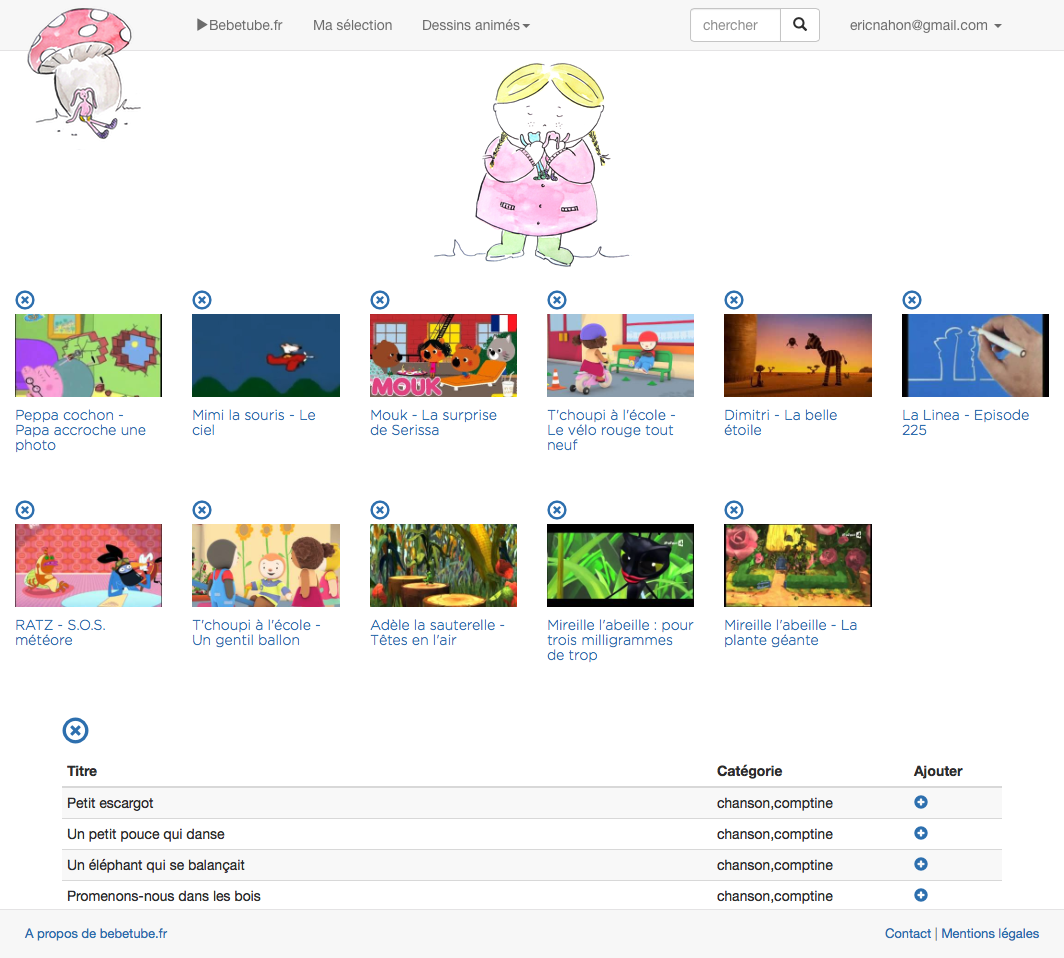 Bebetube.fr
Ma sélection
Dessins animés
chercher
ericnahon@gmail.com
MOUK
Peppa cochon -
Papa accroche une
photo
Mimi la souris - Le
ciel
Mouk - La surprise
de Serissa
T'choupi à l'école -
Le vélo rouge tout
neuf
Dimitri - La belle
étoile
La Linea - Episode
225
RATZ - S.O.S.
météore
T'choupi à l'école -
Un gentil ballon
Adèle la sauterelle -
Têtes en l'air
Mireille l'abeille : pour
trois milligrammes
de trop
Mireille l'abeille - La
plante géante
Titre Catégorie Ajouter
Petit escargot chanson,comptine
Un petit pouce qui danse chanson,comptine
Un éléphant qui se balançait chanson,comptine
Promenons-nous dans les bois chanson,comptine
A propos de bebetube.fr
Contact | Mentions légales